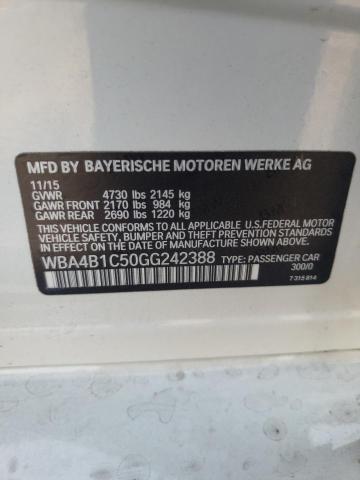 MFD BY BAYERISCHE MOTOREN WERKE AG
11/15
GVWR 4730 lbs 2145 kg
GAWR FRONT 2170 lbs 984 kg
GAWR REAR 2690 lbs 1220 kg
THIS VEHICLE CONFORMS TO ALL APPLICABLE U.S.FEDERAL MOTOR
VEHICLE SAFETY, BUMPER, AND THEFT PREVENTION STANDARDS
IN EFFECT ON THE DATE OF MANUFACTURE SHOWN ABOVE.
WBA4B1C50GG242388 TYPE: PASSENGER CAR
300/0
7 315 814